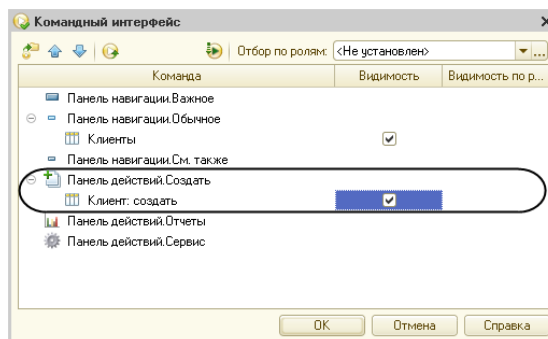 Командный интерфейс
Отбор по ролям: <Не установлен>
Команда Видимость Видимость по р...
Панель навигации.Важное
Панель навигации.Обычное
Клиенты
Панель навигации.См. также
Панель действий.Создать
Клиент: создать
Панель действий.Отчеты
Панель действий.Сервис
OK Отмена Справка